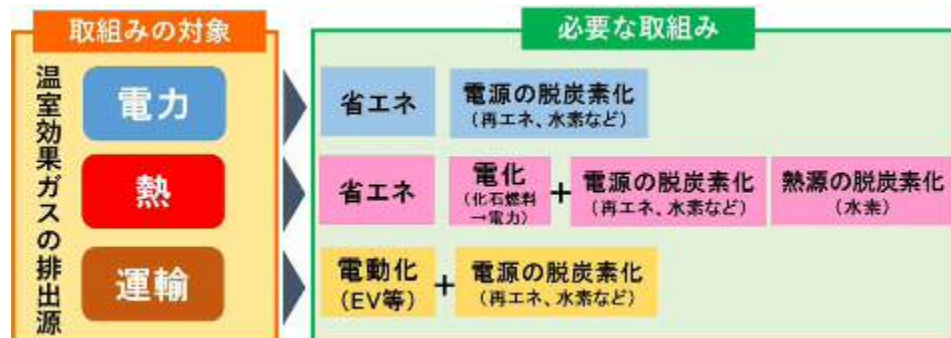 取組みの対象
必要な取組み
温室効果ガスの排出源
電力
省エネ
電源の脱炭素化
（再エネ、水素など）
熱
省エネ
電化
（化石燃料
→電力）
+
電源の脱炭素化
（再エネ、水素など）
熱源の脱炭素化
（水素）
運輸
電動化
（EV等）
+
電源の脱炭素化
（再エネ、水素など）